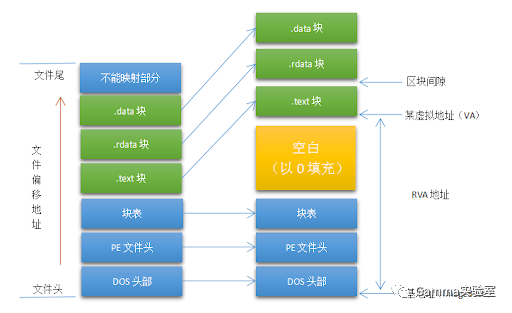 .data 块
.rdata 块
.text 块
空白
（以 0 填充）
块表
PE 文件头
DOS 头部
文件尾
不能映射部分
.data 块
.rdata 块
.text 块
块表
PE 文件头
DOS 头部
文件偏移地址
文件头
区块间隙
某虚拟地址（VA）
RVA 地址
Gamma实验室